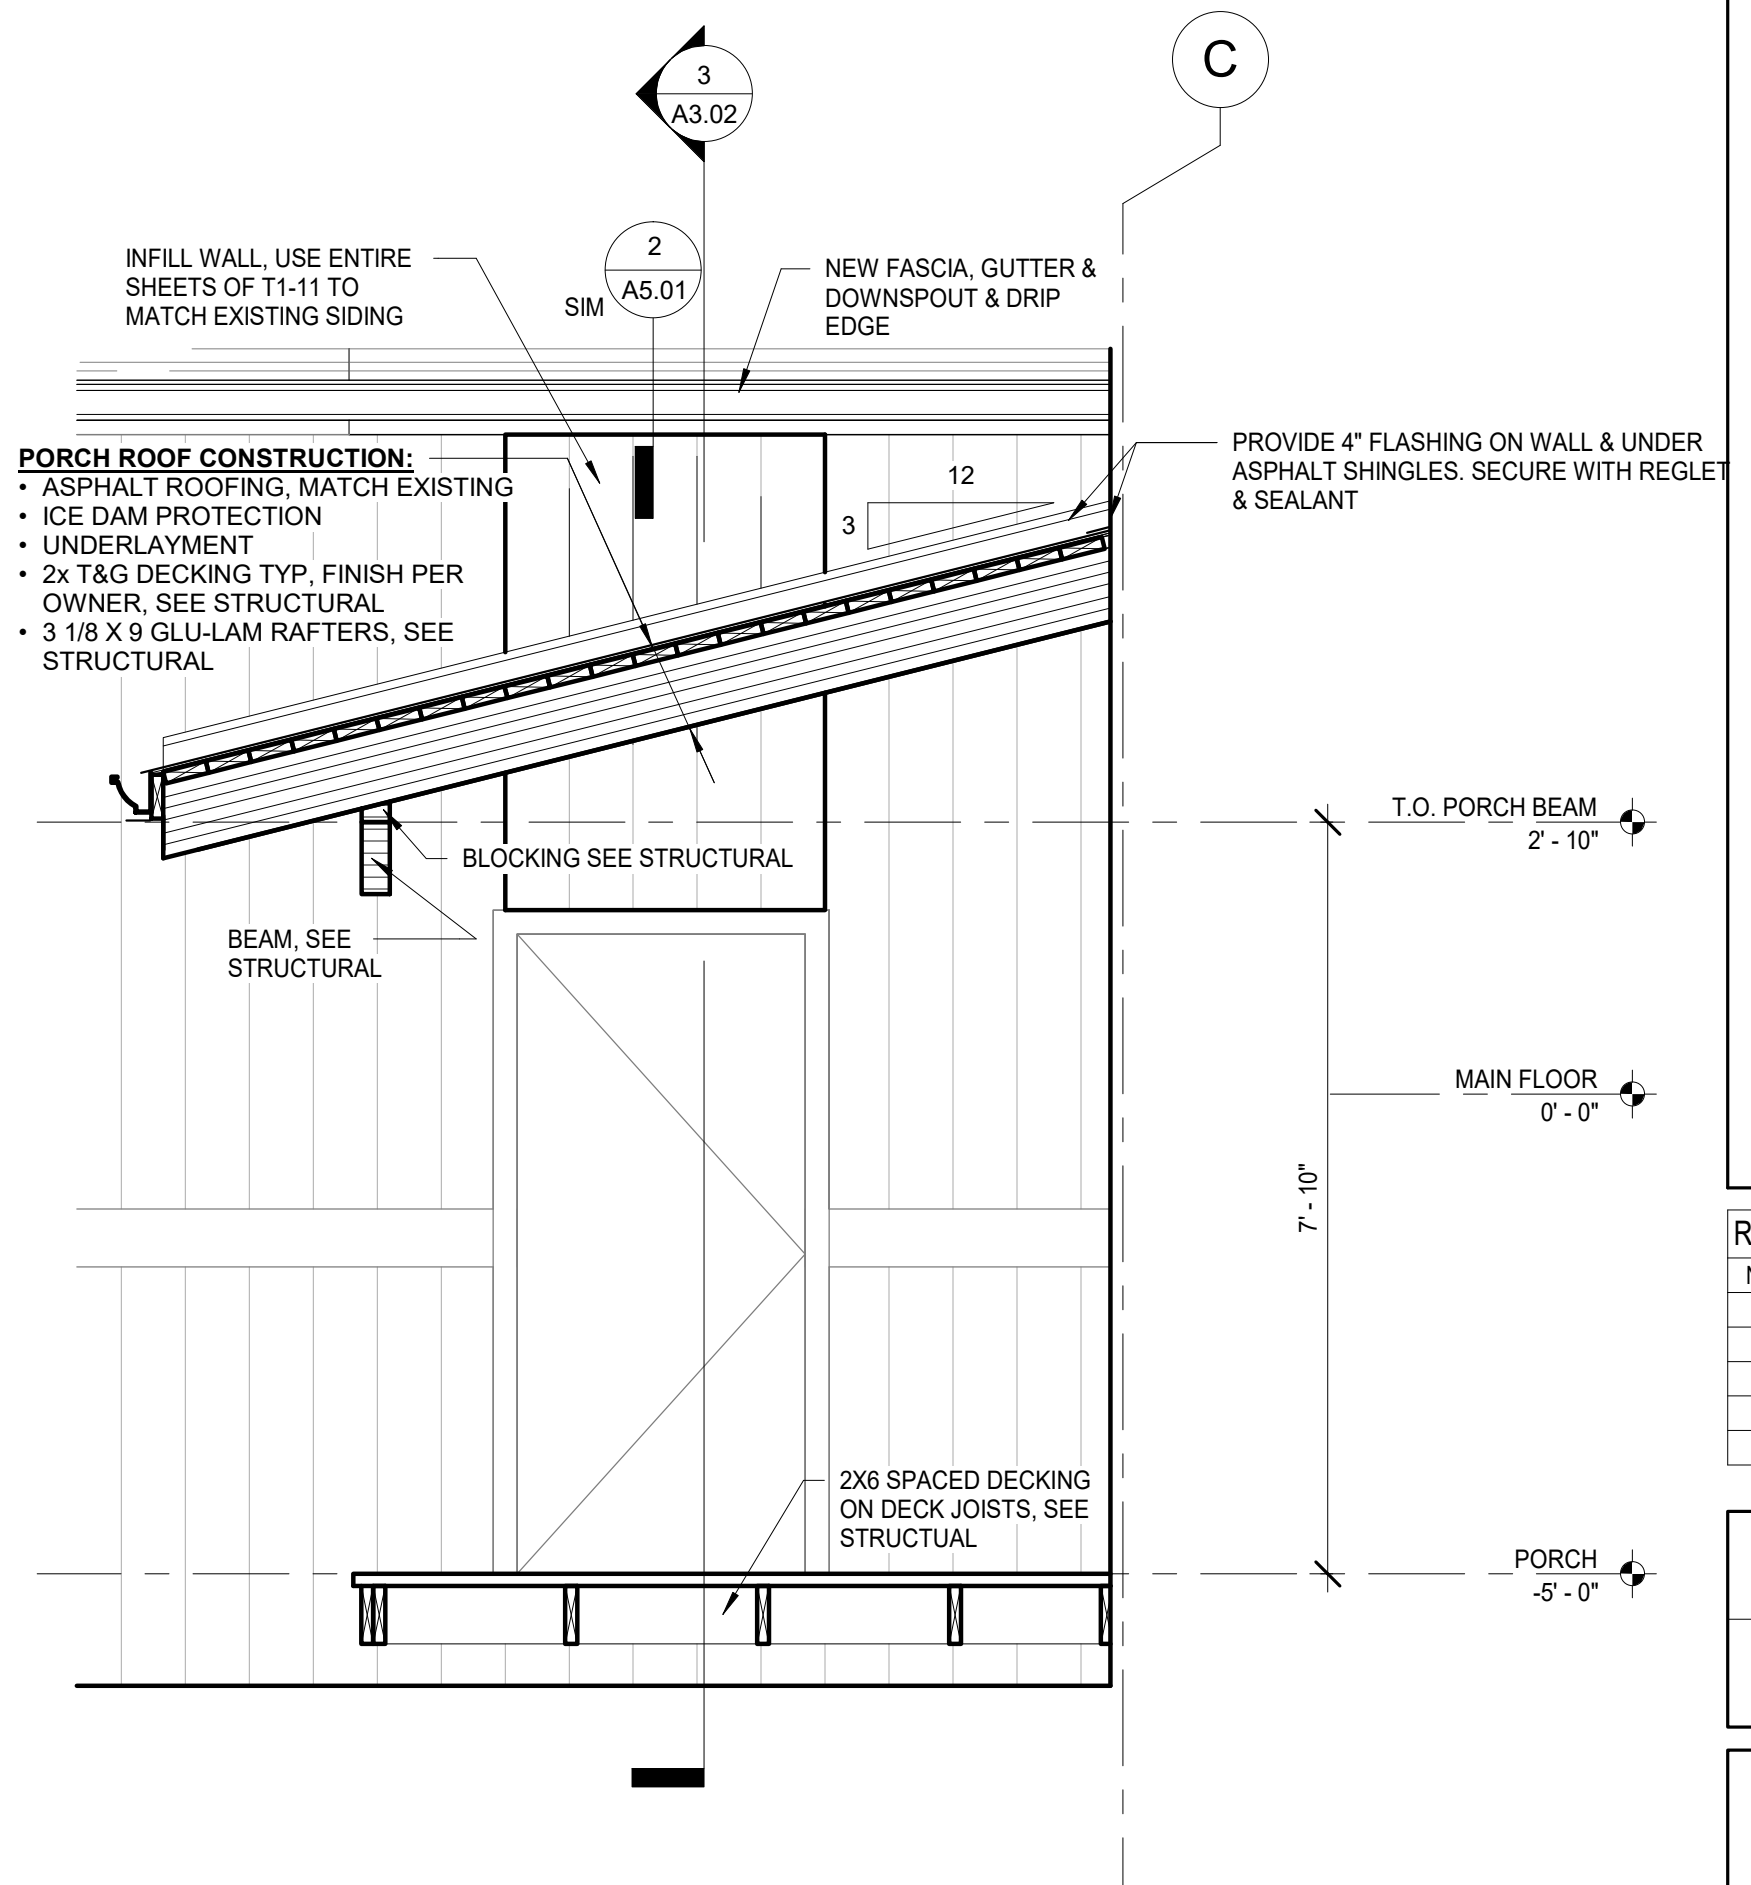 3
A3.02
C
2
A5.01
SIM
INFILL WALL, USE ENTIRE
SHEETS OF T1-11 TO
MATCH EXISTING SIDING
NEW FASCIA, GUTTER &
DOWNSPOUT & DRIP
EDGE
PORCH ROOF CONSTRUCTION:
• ASPHALT ROOFING, MATCH EXISTING
• ICE DAM PROTECTION
• UNDERLAYMENT
• 2x T&G DECKING TYP, FINISH PER
OWNER, SEE STRUCTURAL
• 3 1/8 X 9 GLU-LAM RAFTERS, SEE
STRUCTURAL
12
3
PROVIDE 4" FLASHING ON WALL & UNDER
ASPHALT SHINGLES. SECURE WITH REGLET
& SEALANT
T.O. PORCH BEAM
2' - 10"
BLOCKING SEE STRUCTURAL
BEAM, SEE
STRUCTURAL
MAIN FLOOR
0' - 0"
7' - 10"
R
2X6 SPACED DECKING
ON DECK JOISTS, SEE
STRUCTUAL
PORCH
-5' - 0"